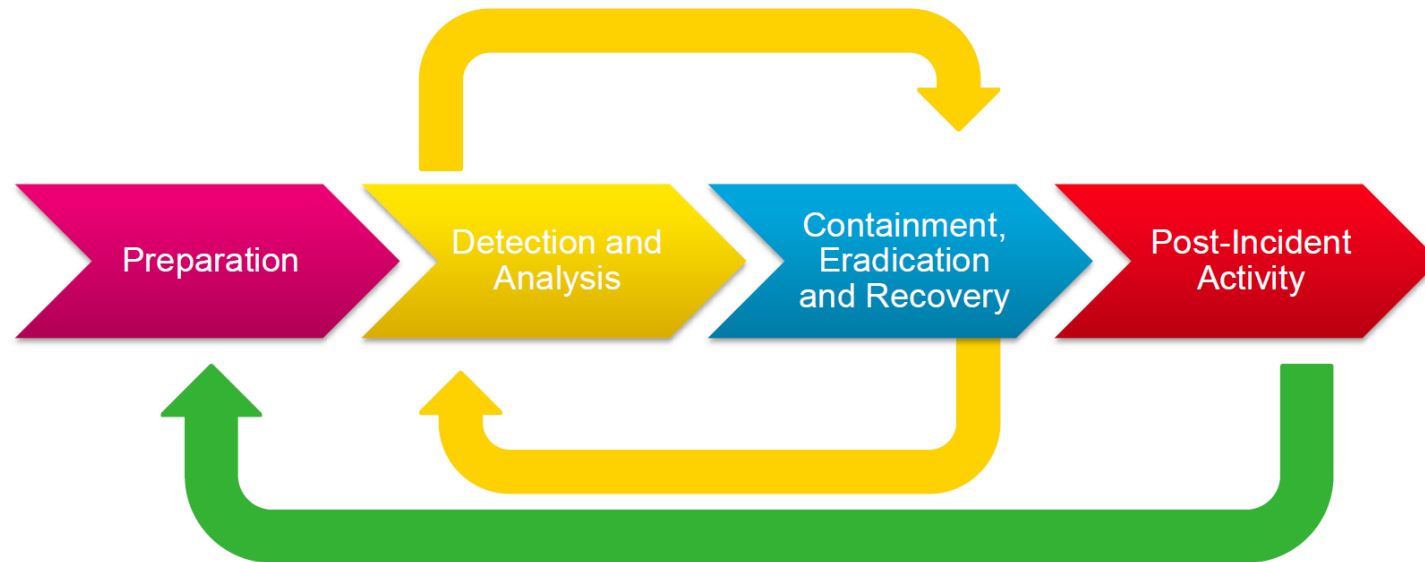 Preparation
Detection and
Analysis
Containment,
Eradication
and Recovery
Post-Incident
Activity